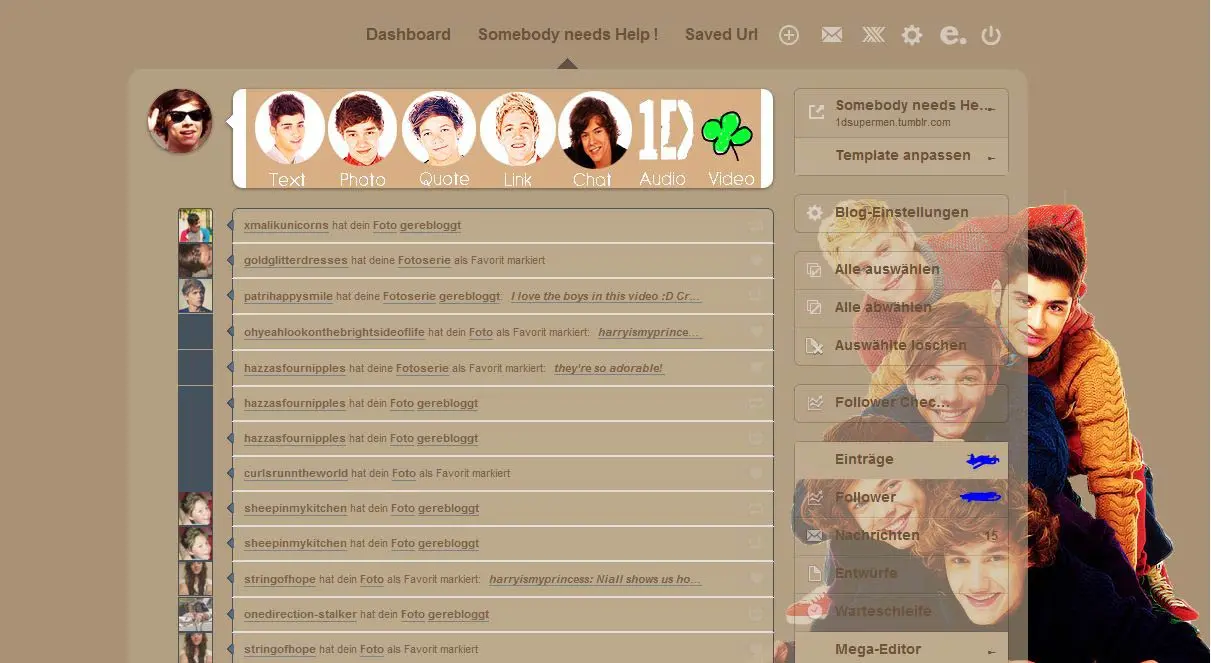 Dashboard Somebody needs Help ! Saved Url
Text Photo Quote Link Chat 1D Audio Video
xmalikunicorns hat dein Foto gerebloggt
goldglitterdresses hat deine Fotoserie als Favorit markiert
patrihappysmile hat deine Fotoserie gerebloggt: I love the boys in this video :D Cr...
ohyeahlookonthebrightsideoflife hat dein Foto als Favorit markiert: harryismyprince...
hazzasfournipples hat deine Fotoserie als Favorit markiert: they're so adorable!
hazzasfournipples hat dein Foto gerebloggt
hazzasfournipples hat dein Foto gerebloggt
curlsrunntheworld hat dein Foto als Favorit markiert
sheepinmykitchen hat dein Foto gerebloggt
sheepinmykitchen hat dein Foto gerebloggt
stringofhope hat dein Foto als Favorit markiert: harryismyprincess: Niall shows us ho...
onedirection-stalker hat dein Foto gerebloggt
stringofhope hat dein Foto als Favorit markiert
Somebody needs He...
1dsupermen.tumblr.com
Template anpassen
Blog-Einstellungen
Alle auswählen
Alle abwählen
Auswählte löschen
Follower Chec...
Einträge
Follower
Nachrichten 15
Entwürfe
Warteschleife
Mega-Editor